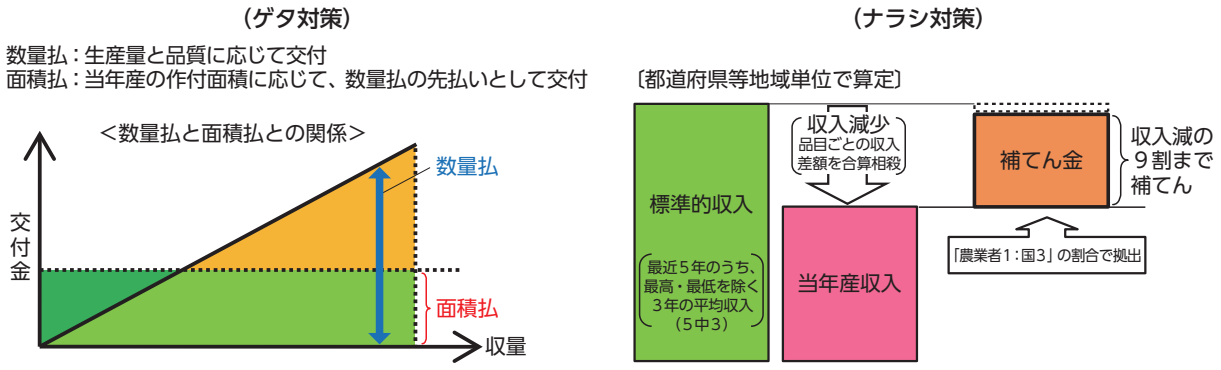 (ゲタ対策)
数量払：生産量と品質に応じて交付
面積払：当年産の作付面積に応じて、数量払の先払いとして交付
＜数量払と面積払との関係＞
数量払
交付金
面積払
収量
(ナラシ対策)
〔都道府県等地域単位で算定〕
標準的収入
最近5年のうち、
最高・最低を除く
3年の平均収入
(5中3)
収入減少
品目ごとの収入
差額を合算相殺
当年産収入
補てん金
収入減の
9割まで
補てん
「農業者1：国3」の割合で拠出